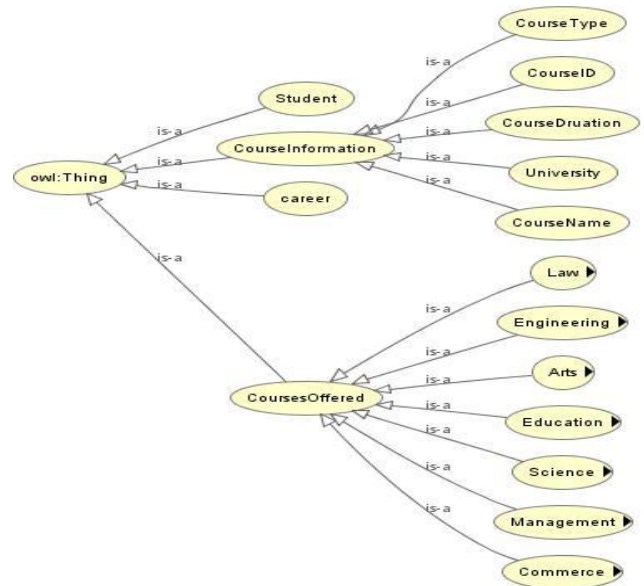 CourseType
is-a
CourseID
is-a
Student
is-a
CourseDruation
is-a
CourseInformation
is-a
owl:Thing
is-a
University
is-a
career
is-a
CourseName
is-a
is-a
Law
is-a
Engineering
is-a
Arts
is-a
CoursesOffered
Education
is-a
Science
is-a
Management
is-a
Commerce
is-a